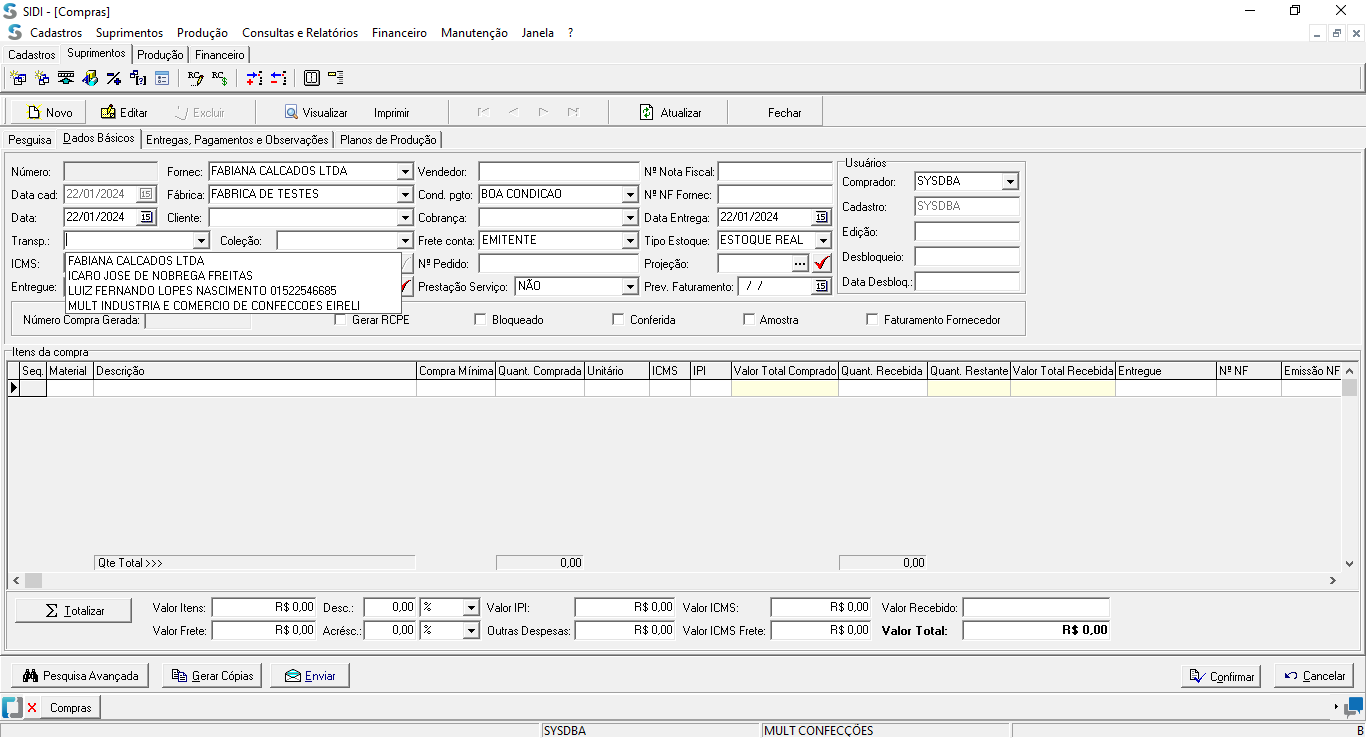 SIDI - [Compras]
Cadastros Suprimentos Produção Consultas e Relatórios Financeiro Manutenção Janela ?
Cadastros Suprimentos Produção Financeiro
Novo Editar Excluir Visualizar Imprimir Atualizar Fechar
Pesquisa Dados Básicos Entregas, Pagamentos e Observações Planos de Produção
Usuários
Número: Fornec: FABIANA CALCADOS LTDA Vendedor: Nº Nota Fiscal:
Comprador: SYSDBA
Data cad: 22/01/2024 15 Fábrica: FABRICA DE TESTES Cond. pgto: BOA CONDICAO Nº NF Fornec:
Cadastro: SYSDBA
Data: 22/01/2024 15 Cliente: Cobrança: Data Entrega: 22/01/2024 15
Edição:
Transp.: Coleção: Frete conta: EMITENTE Tipo Estoque: ESTOQUE REAL
Desbloqueio:
ICMS: FABIANA CALCADOS LTDA Nº Pedido: Projeção: ...
ICARO JOSE DE NOBREGA FREITAS
Data Desbloq.:
Entregue: LUIZ FERNANDO LOPES NASCIMENTO 01522546685 Prestação Serviço: NÃO Prev. Faturamento: / / 15
MULT INDUSTRIA E COMERCIO DE CONFECCOES EIRELI
Número Compra Gerada: Gerar RCPE Bloqueado Conferida Amostra Faturamento Fornecedor
Itens da compra
Seq. Material Descrição Compra Mínima Quant. Comprada Unitário ICMS IPI Valor Total Comprado Quant. Recebida Quant. Restante Valor Total Recebida Entregue Nº NF Emissão NF
Qte Total >>> 0,00 0,00
Σ Totalizar Valor Itens: R$ 0,00 Desc.: 0,00 % Valor IPI: R$ 0,00 Valor ICMS: R$ 0,00 Valor Recebido:
Valor Frete: R$ 0,00 Acrésc.: 0,00 % Outras Despesas: R$ 0,00 Valor ICMS Frete: R$ 0,00 Valor Total: R$ 0,00
Pesquisa Avançada Gerar Cópias Enviar Confirmar Cancelar
Compras
SYSDBA MULT CONFECÇÕES B